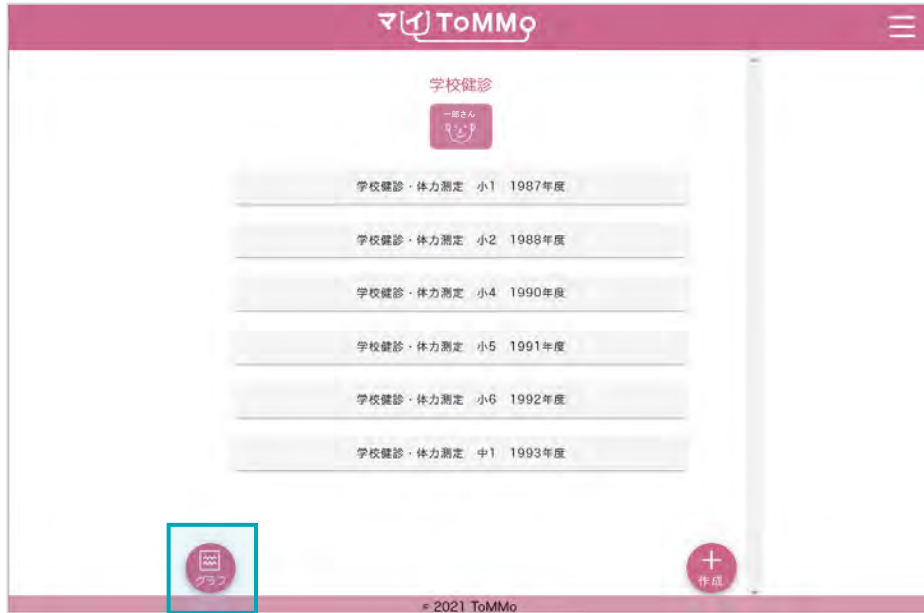 マイToMMo
学校健診
一郎さん
学校健診・体力測定 小1 1987年度
学校健診・体力測定 小2 1988年度
学校健診・体力測定 小4 1990年度
学校健診・体力測定 小5 1991年度
学校健診・体力測定 小6 1992年度
学校健診・体力測定 中1 1993年度
グラフ
作成
© 2021 ToMMo